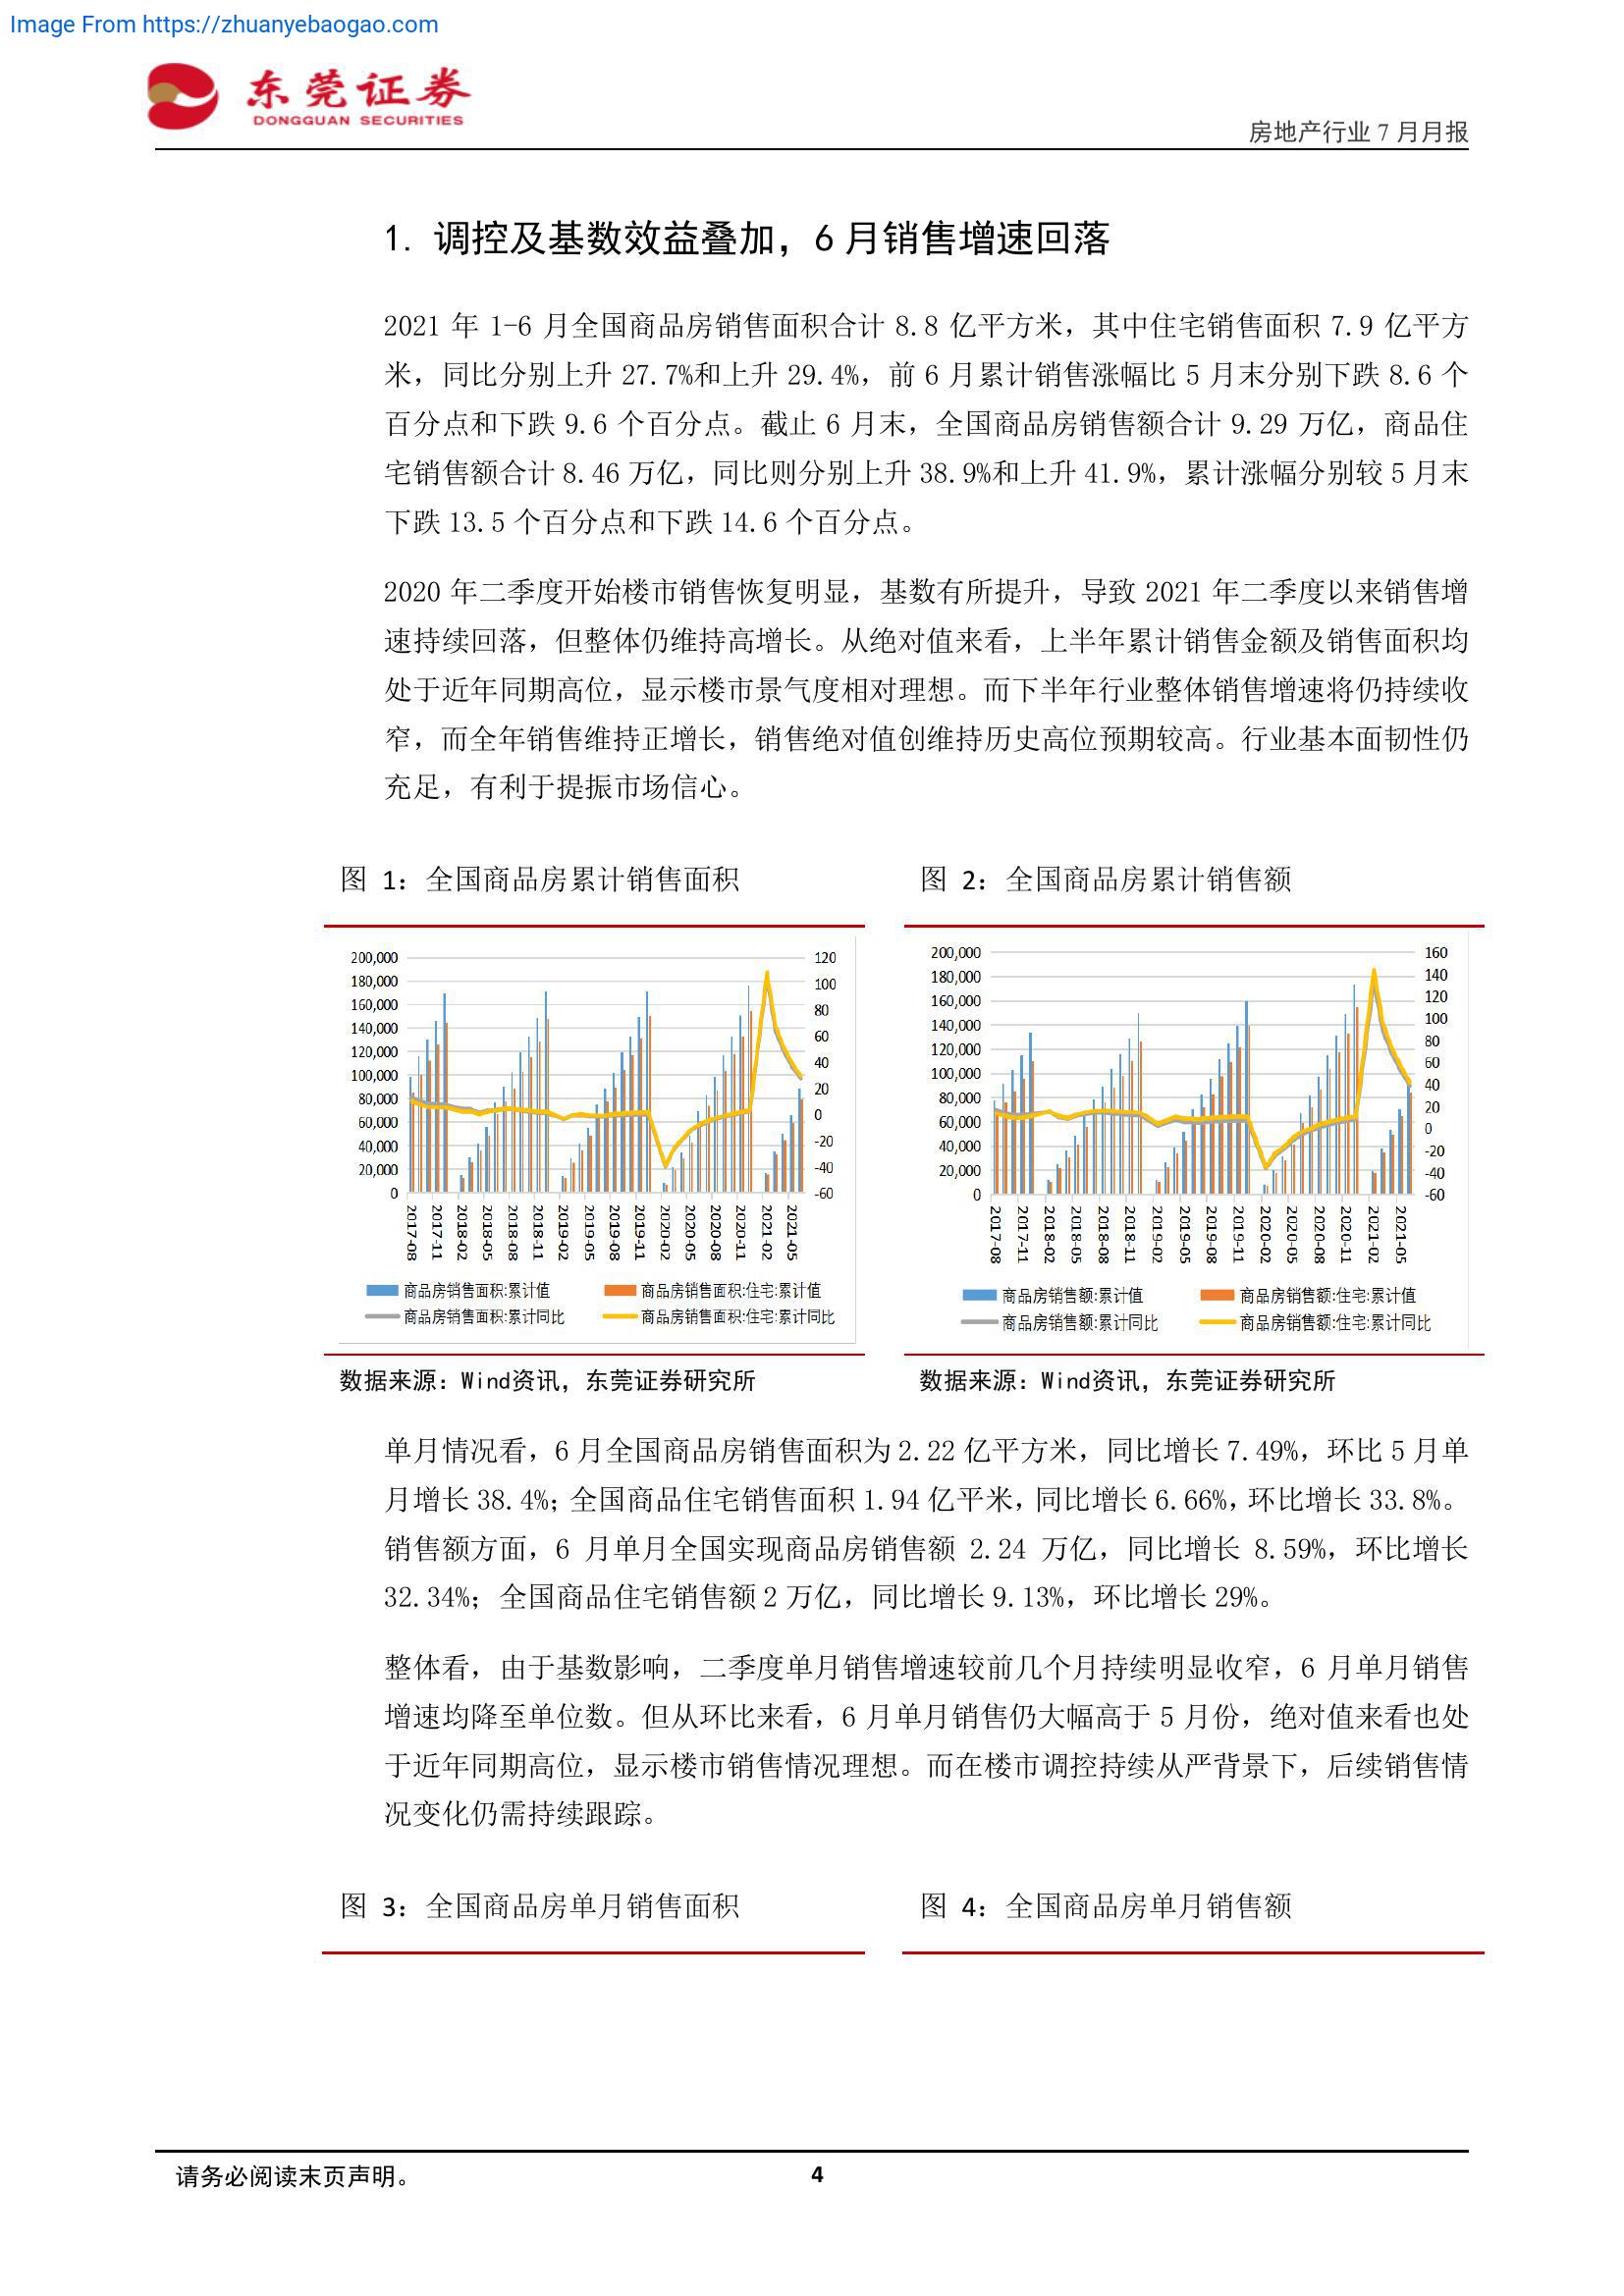 Image From https://zhuanyebaogao.com
东莞证券
DONGGUAN SECURITIES
房地产行业 7 月月报
1. 调控及基数效益叠加，6 月销售增速回落
2021 年 1-6 月全国商品房销售面积合计 8.8 亿平方米，其中住宅销售面积 7.9 亿平方
米，同比分别上升 27.7%和上升 29.4%，前 6 月累计销售涨幅比 5 月末分别下跌 8.6 个
百分点和下跌 9.6 个百分点。截止 6 月末，全国商品房销售额合计 9.29 万亿，商品住
宅销售额合计 8.46 万亿，同比则分别上升 38.9%和上升 41.9%，累计涨幅分别较 5 月末
下跌 13.5 个百分点和下跌 14.6 个百分点。
2020 年二季度开始楼市销售恢复明显，基数有所提升，导致 2021 年二季度以来销售增
速持续回落，但整体仍维持高增长。从绝对值来看，上半年累计销售金额及销售面积均
处于近年同期高位，显示楼市景气度相对理想。而下半年行业整体销售增速将仍持续收
窄，而全年销售维持正增长，销售绝对值创维持历史高位预期较高。行业基本面韧性仍
充足，有利于提振市场信心。
图 1：全国商品房累计销售面积
200,000
180,000
160,000
140,000
120,000
100,000
80,000
60,000
40,000
20,000
0
120
100
80
60
40
20
0
-20
-40
-60
2017-08
2017-11
2018-02
2018-05
2018-08
2018-11
2019-02
2019-05
2019-08
2019-11
2020-02
2020-05
2020-08
2020-11
2021-02
2021-05
商品房销售面积:累计值
商品房销售面积:住宅:累计值
商品房销售面积:累计同比
商品房销售面积:住宅:累计同比
数据来源：Wind资讯，东莞证券研究所
图 2：全国商品房累计销售额
200,000
180,000
160,000
140,000
120,000
100,000
80,000
60,000
40,000
20,000
0
160
140
120
100
80
60
40
20
0
-20
-40
-60
2017-08
2017-11
2018-02
2018-05
2018-08
2018-11
2019-02
2019-05
2019-08
2019-11
2020-02
2020-05
2020-08
2020-11
2021-02
2021-05
商品房销售额:累计值
商品房销售额:住宅:累计值
商品房销售额:累计同比
商品房销售额:住宅:累计同比
数据来源：Wind资讯，东莞证券研究所
单月情况看，6 月全国商品房销售面积为 2.22 亿平方米，同比增长 7.49%，环比 5 月单
月增长 38.4%；全国商品住宅销售面积 1.94 亿平米，同比增长 6.66%，环比增长 33.8%。
销售额方面，6 月单月全国实现商品房销售额 2.24 万亿，同比增长 8.59%，环比增长
32.34%；全国商品住宅销售额 2 万亿，同比增长 9.13%，环比增长 29%。
整体看，由于基数影响，二季度单月销售增速较前几个月持续明显收窄，6 月单月销售
增速均降至单位数。但从环比来看，6 月单月销售仍大幅高于 5 月份，绝对值来看也处
于近年同期高位，显示楼市销售情况理想。而在楼市调控持续从严背景下，后续销售情
况变化仍需持续跟踪。
图 3：全国商品房单月销售面积
图 4：全国商品房单月销售额
请务必阅读末页声明。
4